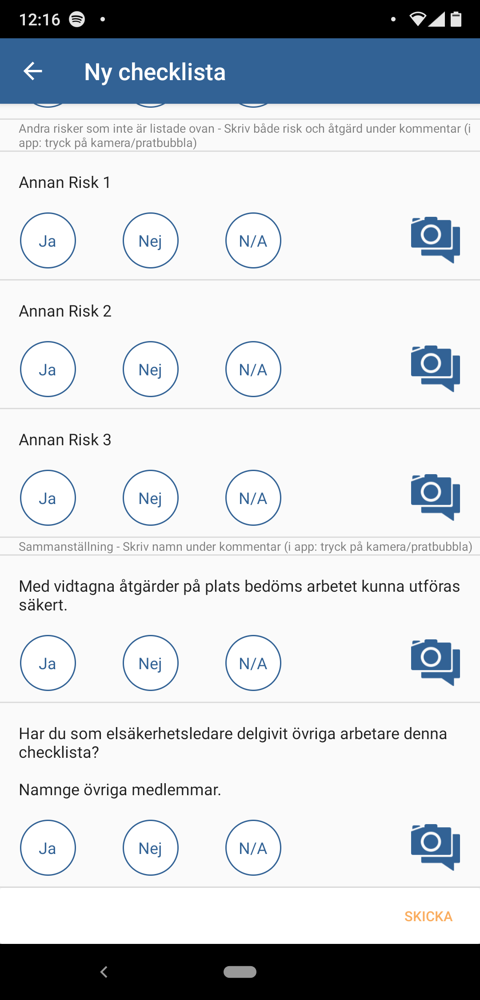 12:16
Ny checklista
Andra risker som inte är listade ovan - Skriv både risk och åtgärd under kommentar (i
app: tryck på kamera/pratbubbla)
Annan Risk 1
Ja Nej N/A
Annan Risk 2
Ja Nej N/A
Annan Risk 3
Ja Nej N/A
Sammanställning - Skriv namn under kommentar (i app: tryck på kamera/pratbubbla)
Med vidtagna åtgärder på plats bedöms arbetet kunna utföras
säkert.
Ja Nej N/A
Har du som elsäkerhetsledare delgivit övriga arbetare denna
checklista?
Namnge övriga medlemmar.
Ja Nej N/A
SKICKA